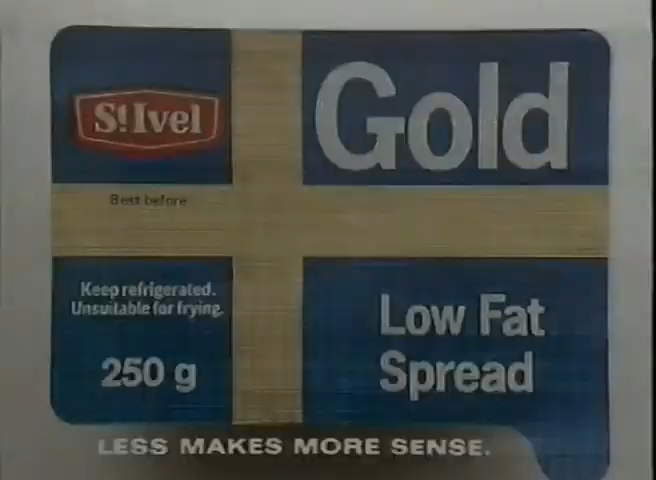 St Ivel
Gold
Best before
Keep refrigerated.
Unsuitable for frying.
250 g
Low Fat
Spread
LESS MAKES MORE SENSE.